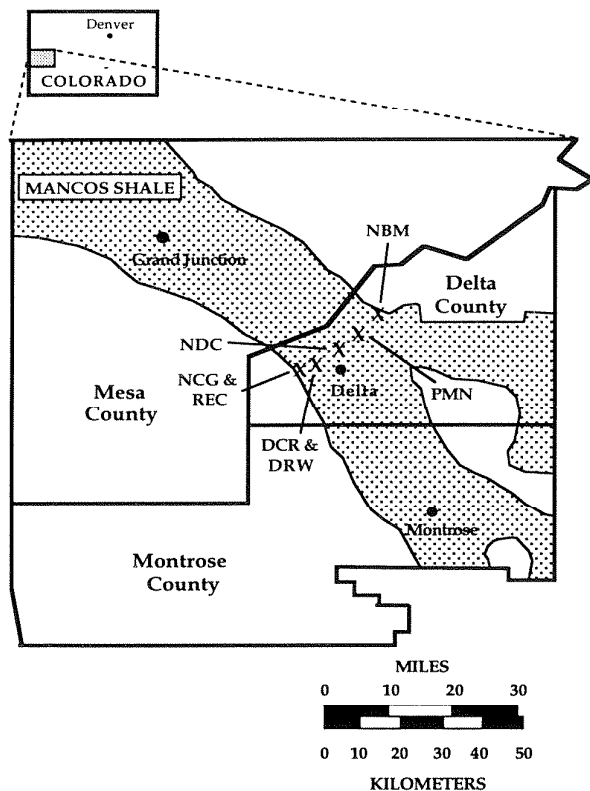 Denver
COLORADO
MANCOS SHALE
Grand Junction
NBM
Delta
County
NDC
Mesa
County
NCG &
REC
Delta
PMN
DCR &
DRW
Montrose
Montrose
County
MILES
0 10 20 30
0 10 20 30 40 50
KILOMETERS